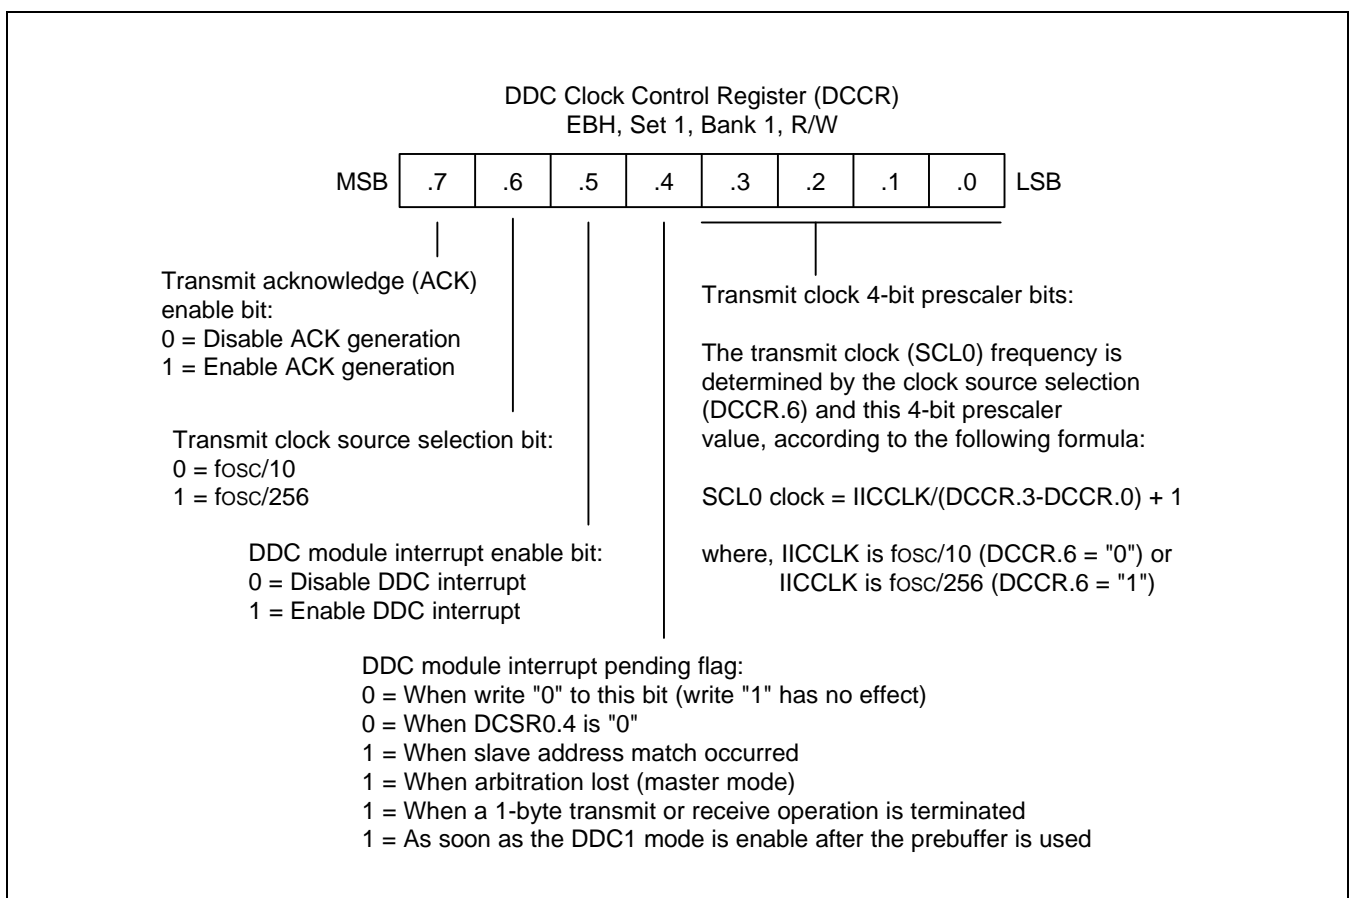 DDC Clock Control Register (DCCR)
EBH, Set 1, Bank 1, R/W
MSB .7 .6 .5 .4 .3 .2 .1 .0 LSB
Transmit acknowledge (ACK)
enable bit:
0 = Disable ACK generation
1 = Enable ACK generation
Transmit clock source selection bit:
0 = fOSC/10
1 = fOSC/256
DDC module interrupt enable bit:
0 = Disable DDC interrupt
1 = Enable DDC interrupt
DDC module interrupt pending flag:
0 = When write "0" to this bit (write "1" has no effect)
0 = When DCSR0.4 is "0"
1 = When slave address match occurred
1 = When arbitration lost (master mode)
1 = When a 1-byte transmit or receive operation is terminated
1 = As soon as the DDC1 mode is enable after the prebuffer is used
Transmit clock 4-bit prescaler bits:
The transmit clock (SCL0) frequency is
determined by the clock source selection
(DCCR.6) and this 4-bit prescaler
value, according to the following formula:
SCL0 clock = IICCLK/(DCCR.3-DCCR.0) + 1
where, IICCLK is fOSC/10 (DCCR.6 = "0") or
IICCLK is fOSC/256 (DCCR.6 = "1")